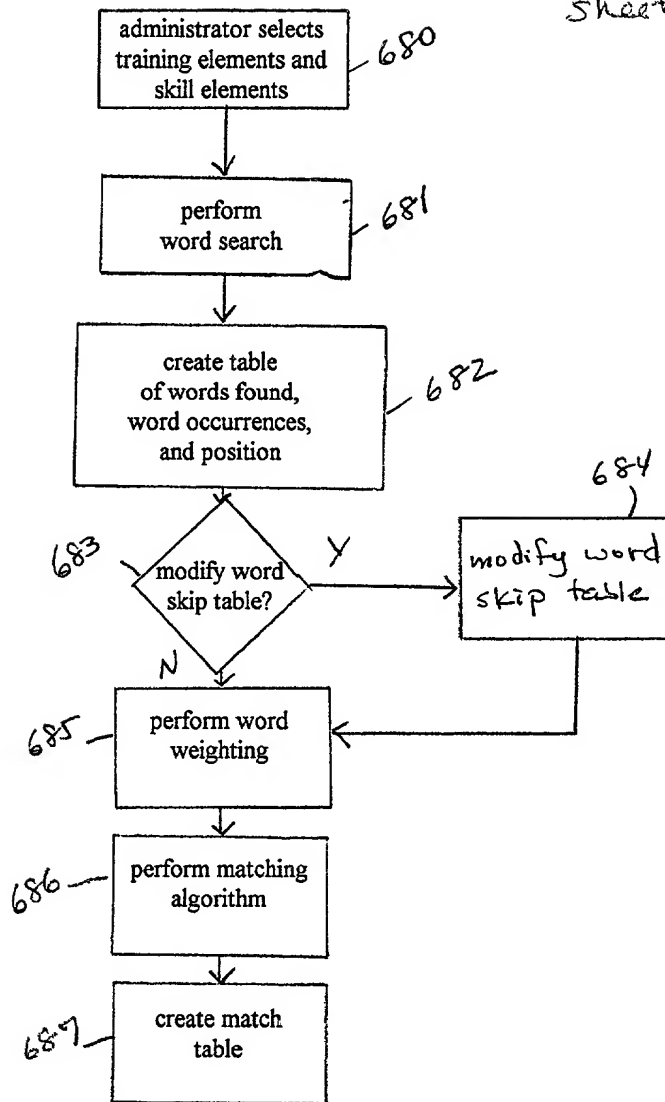 Sheet
administrator selects
training elements and
skill elements
680
perform
word search
681
create table
of words found,
word occurrences,
and position
682
684
683
modify word
skip table?
Y
modify word
skip table
N
685
perform word
weighting
686
perform matching
algorithm
687
create match
table